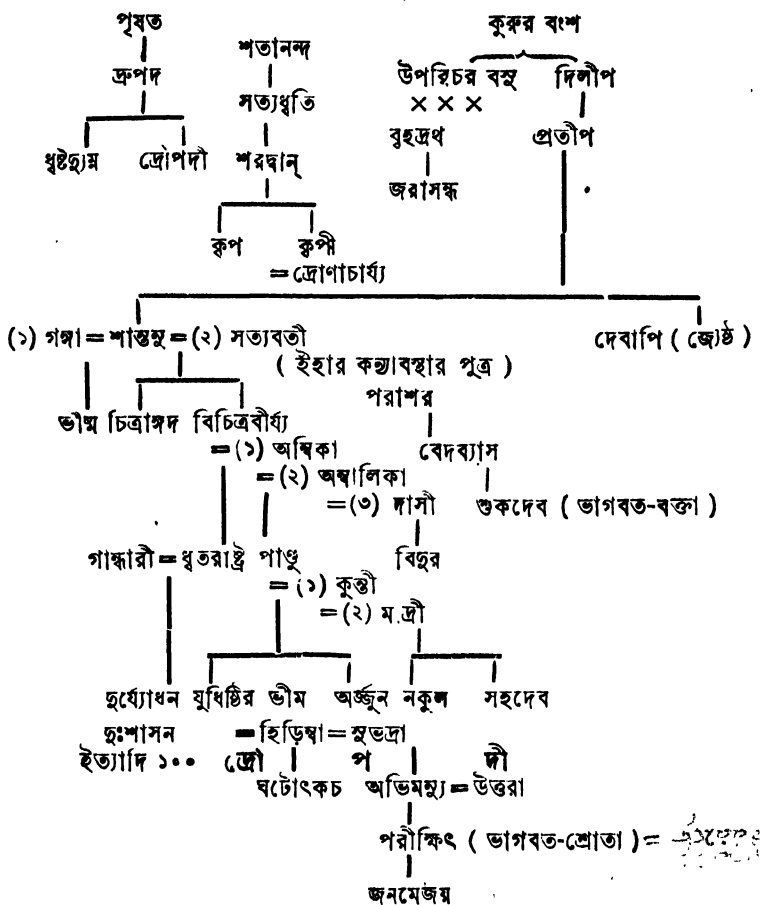 পৃষত
কুরুর বংশ
শতানন্দ
দ্রুপদ
উপরিচর বসু দিলীপ
সত্যধৃতি
× × ×
বৃহদ্রথ প্রতীপ
ধৃষ্টদ্যুম্ন দ্রৌপদী শরদ্বান্
জরাসন্ধ
কৃপ কৃপী
= দ্রোণাচার্য্য
(১) গঙ্গা = শান্তনু = (২) সত্যবতী দেবাপি ( জ্যেষ্ঠ )
( ইহার কন্যাবস্থার পুত্র )
পরাশর
ভীষ্ম চিত্রাঙ্গদ বিচিত্রবীর্য্য
= (১) অম্বিকা বেদব্যাস
= (২) অম্বালিকা
= (৩) দাসী শুকদেব ( ভাগবত-বক্তা )
গান্ধারী = ধৃতরাষ্ট্র পাণ্ডু বিদুর
= (১) কুন্তী
= (২) ম.দ্রী
দুর্য্যোধন যুধিষ্ঠির ভীম অর্জ্জুন নকুল সহদেব
দুঃশাসন = হিড়িম্বা = সুভদ্রা
ইত্যাদি ১০০ দ্রৌ প দী
ঘটোৎকচ অভিমন্যু = উত্তরা
পরীক্ষিৎ ( ভাগবত-শ্রোতা ) =
জনমেজয়